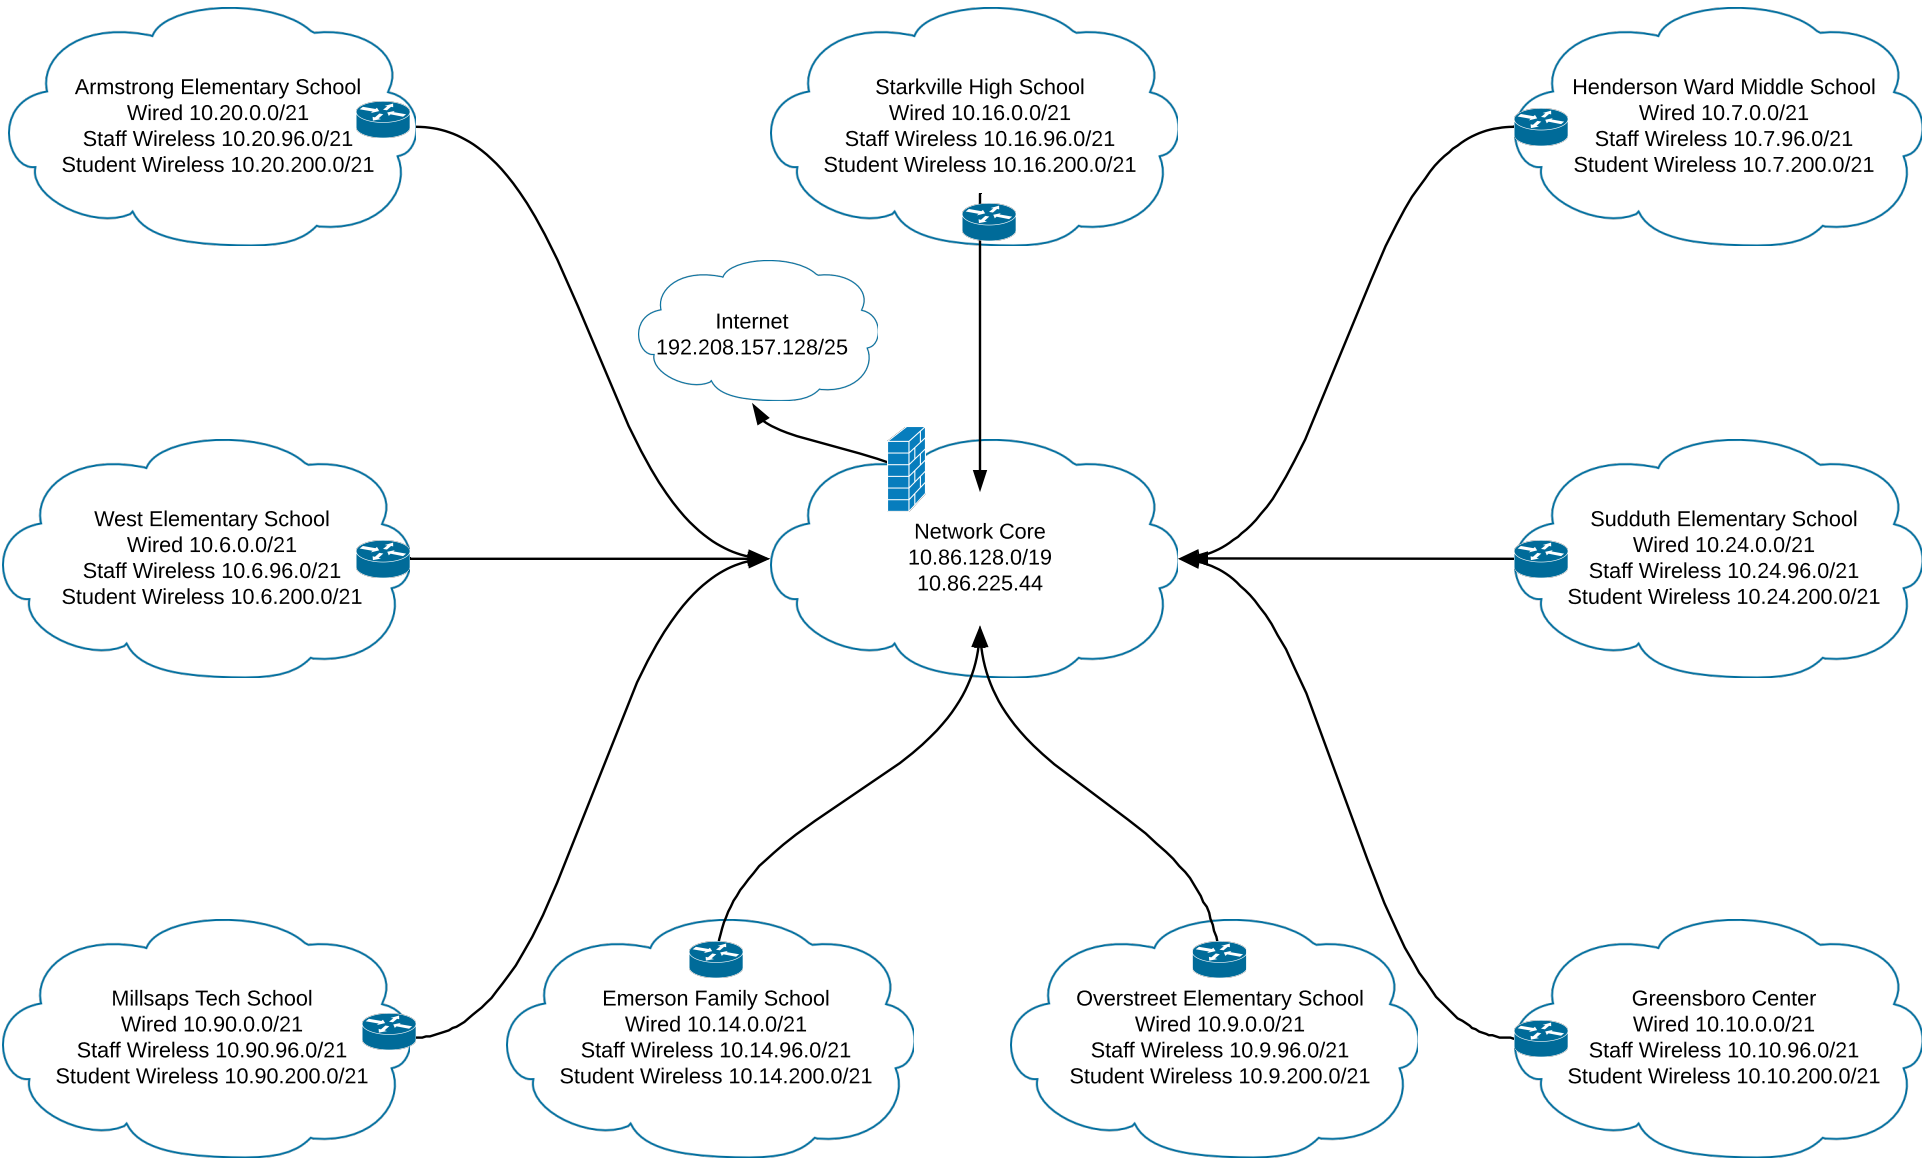 Armstrong Elementary School
Wired 10.20.0.0/21
Staff Wireless 10.20.96.0/21
Student Wireless 10.20.200.0/21
Starkville High School
Wired 10.16.0.0/21
Staff Wireless 10.16.96.0/21
Student Wireless 10.16.200.0/21
Henderson Ward Middle School
Wired 10.7.0.0/21
Staff Wireless 10.7.96.0/21
Student Wireless 10.7.200.0/21
Internet
192.208.157.128/25
West Elementary School
Wired 10.6.0.0/21
Staff Wireless 10.6.96.0/21
Student Wireless 10.6.200.0/21
Network Core
10.86.128.0/19
10.86.225.44
Sudduth Elementary School
Wired 10.24.0.0/21
Staff Wireless 10.24.96.0/21
Student Wireless 10.24.200.0/21
Millsaps Tech School
Wired 10.90.0.0/21
Staff Wireless 10.90.96.0/21
Student Wireless 10.90.200.0/21
Emerson Family School
Wired 10.14.0.0/21
Staff Wireless 10.14.96.0/21
Student Wireless 10.14.200.0/21
Overstreet Elementary School
Wired 10.9.0.0/21
Staff Wireless 10.9.96.0/21
Student Wireless 10.9.200.0/21
Greensboro Center
Wired 10.10.0.0/21
Staff Wireless 10.10.96.0/21
Student Wireless 10.10.200.0/21